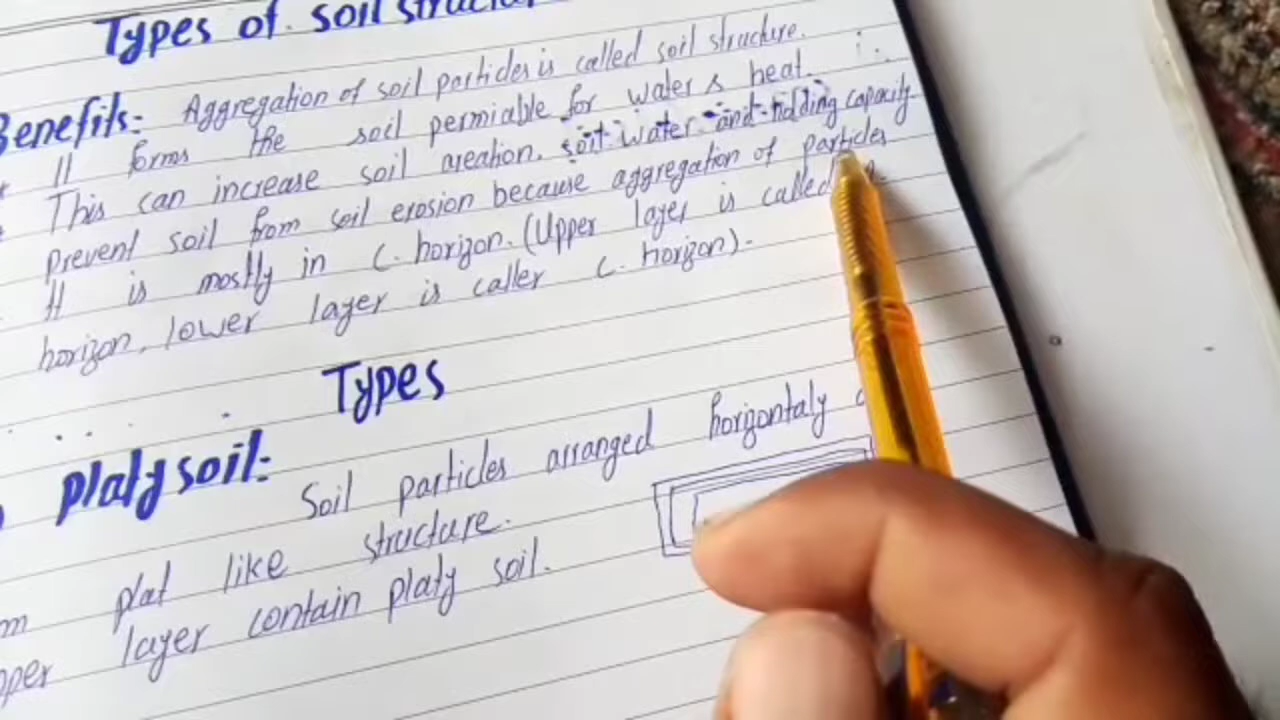 Types of soil structur
Benefits:- Aggregation of soil particles is called soil structure.
It forms the soil permiable for water & heat.
This can increase soil areation. soil water and holding capacity.
prevent soil from soil erosion because aggregation of particles
It is mostly in C. horizon. (Upper layer is called
horizon, lower layer is caller C. horizon).
Types
Platy soil:-
Soil particles arranged horizontaly
plat like structure.
layer contain platy soil.